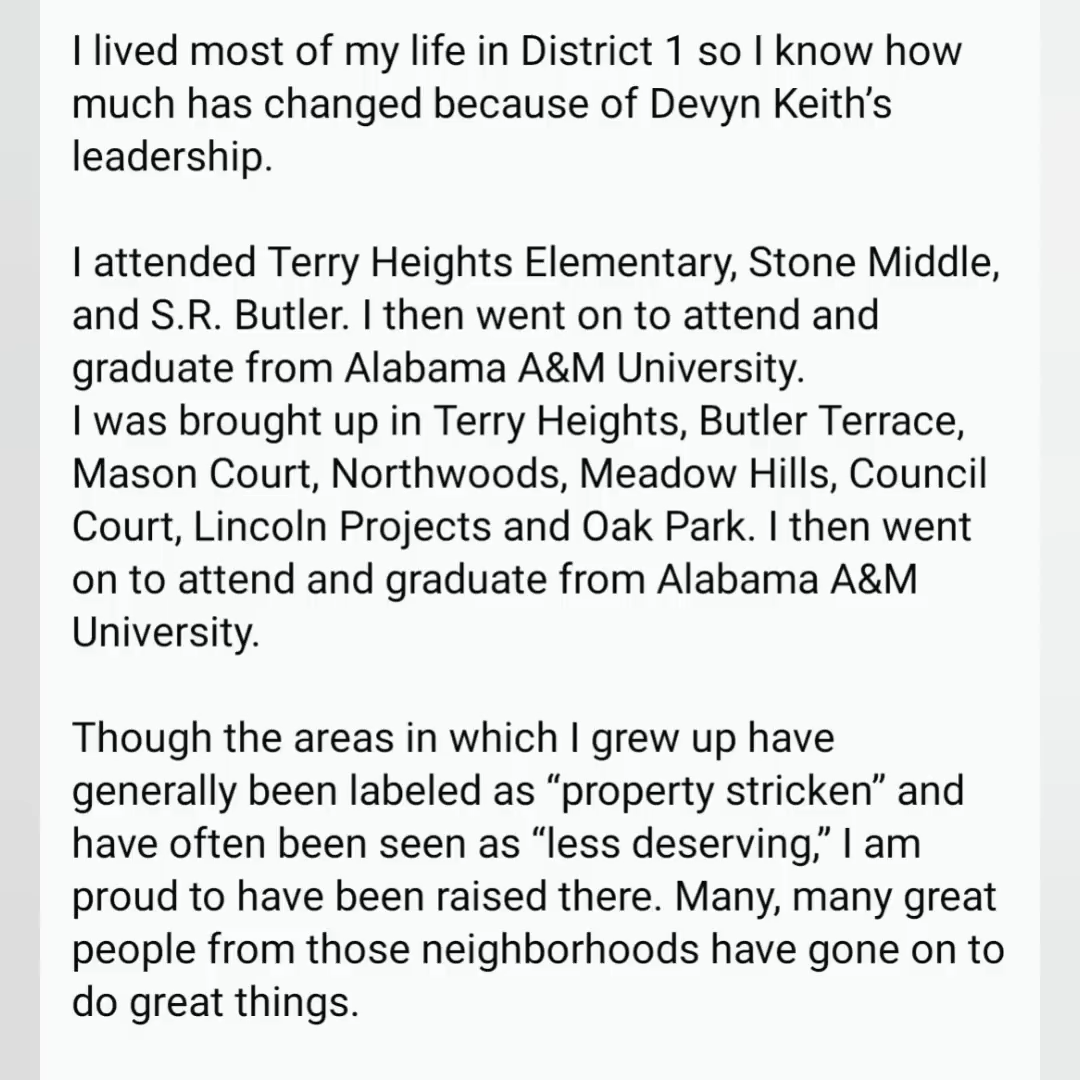 I lived most of my life in District 1 so I know how
much has changed because of Devyn Keith’s
leadership.
I attended Terry Heights Elementary, Stone Middle,
and S.R. Butler. I then went on to attend and
graduate from Alabama A&M University.
I was brought up in Terry Heights, Butler Terrace,
Mason Court, Northwoods, Meadow Hills, Council
Court, Lincoln Projects and Oak Park. I then went
on to attend and graduate from Alabama A&M
University.
Though the areas in which I grew up have
generally been labeled as “property stricken” and
have often been seen as “less deserving,” I am
proud to have been raised there. Many, many great
people from those neighborhoods have gone on to
do great things.